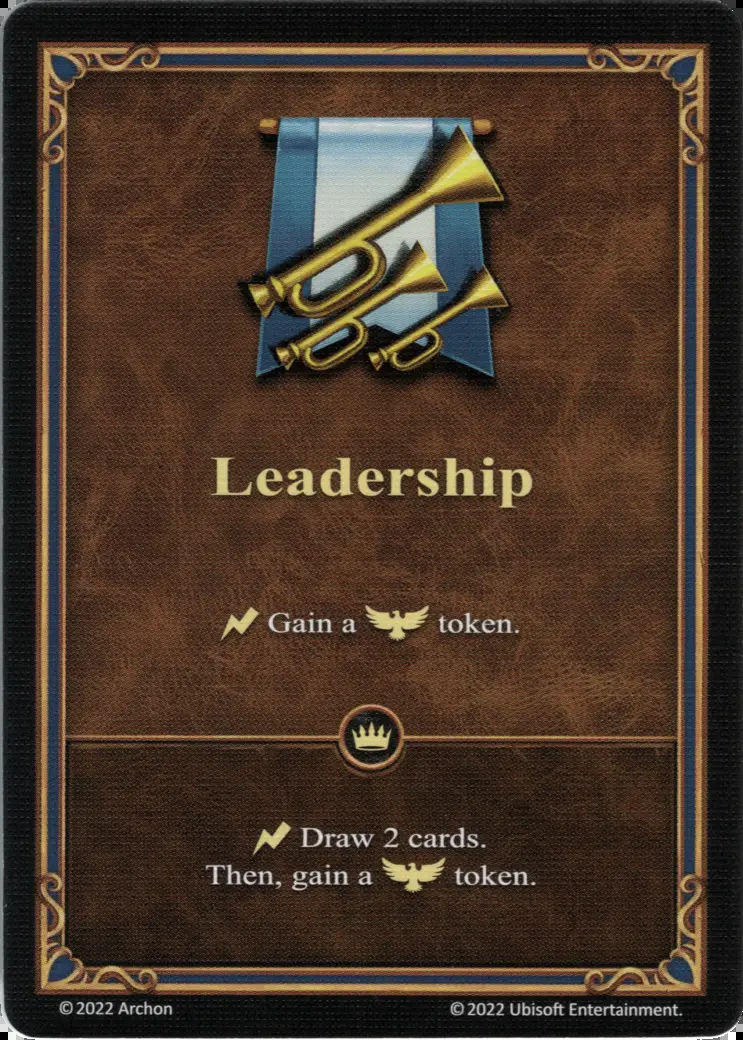 Leadership
Gain a token.
Draw 2 cards.
Then, gain a token.
© 2022 Archon
© 2022 Ubisoft Entertainment.